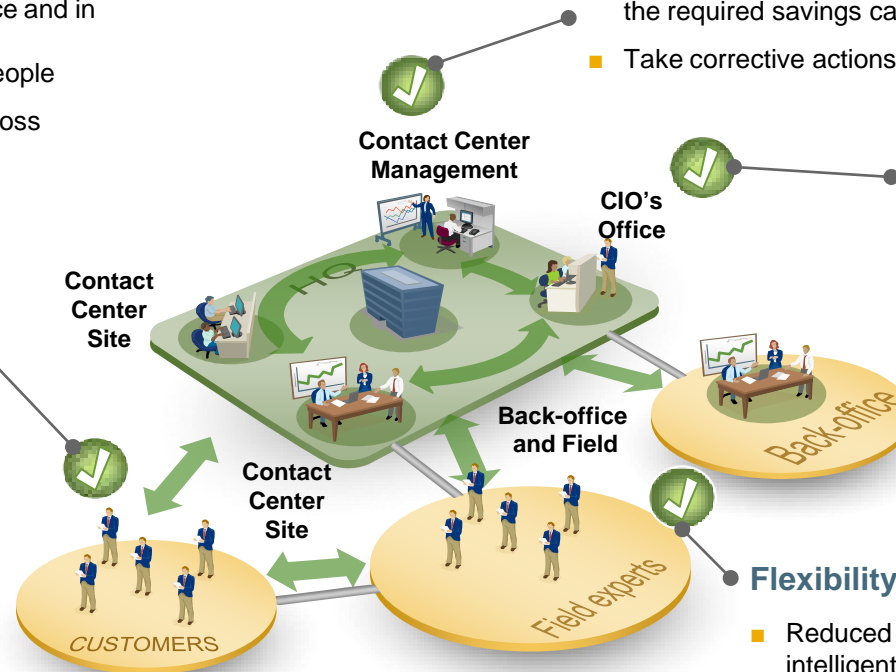 ce and in
eople
oss
the required savings ca
Take corrective actions
Contact Center
Management
CIO's
Office
HQ
Contact
Center
Site
Back-office
and Field
Back-office
Contact
Center
Site
CUSTOMERS
Field experts
Flexibility
Reduced
intelligent